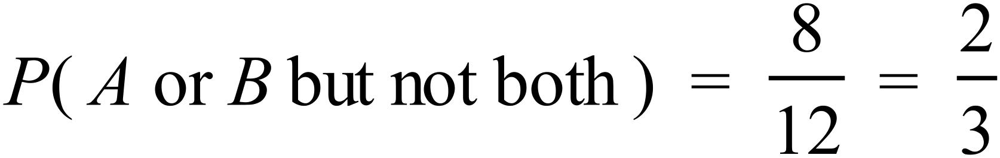 P( A or B but not both ) = 8/12 = 2/3